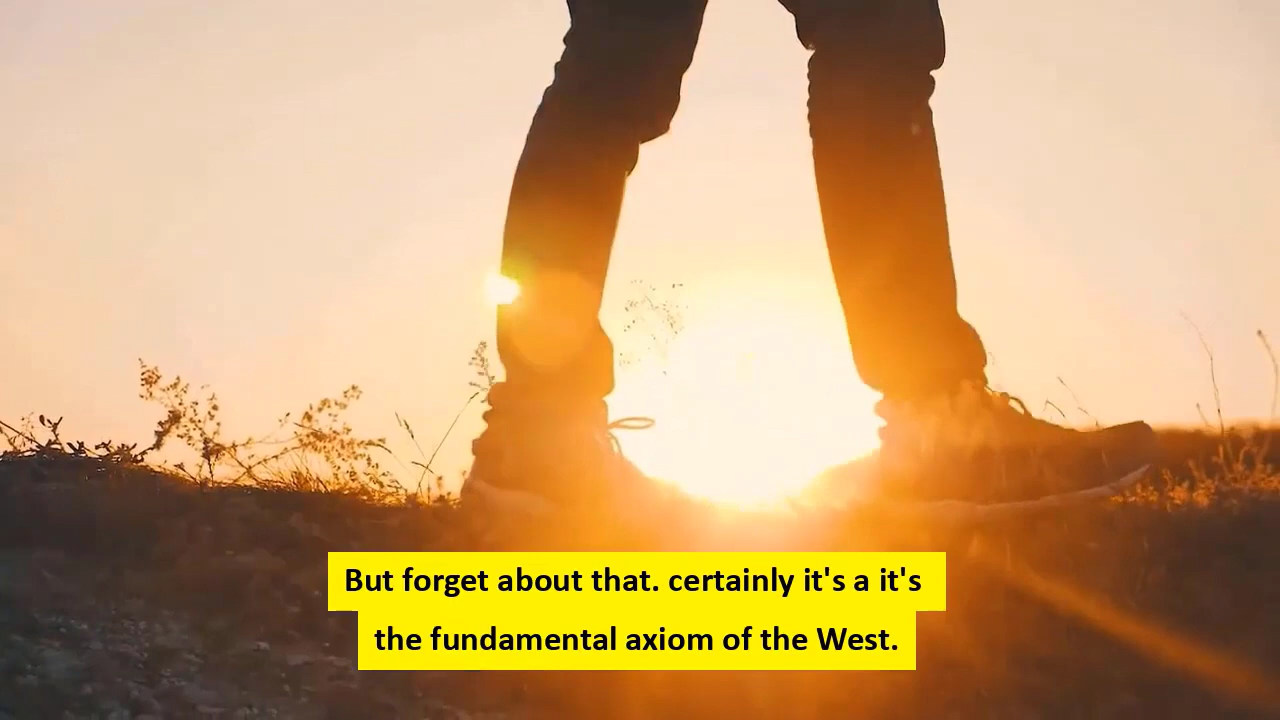 But forget about that. certainly it's a it's
the fundamental axiom of the West.